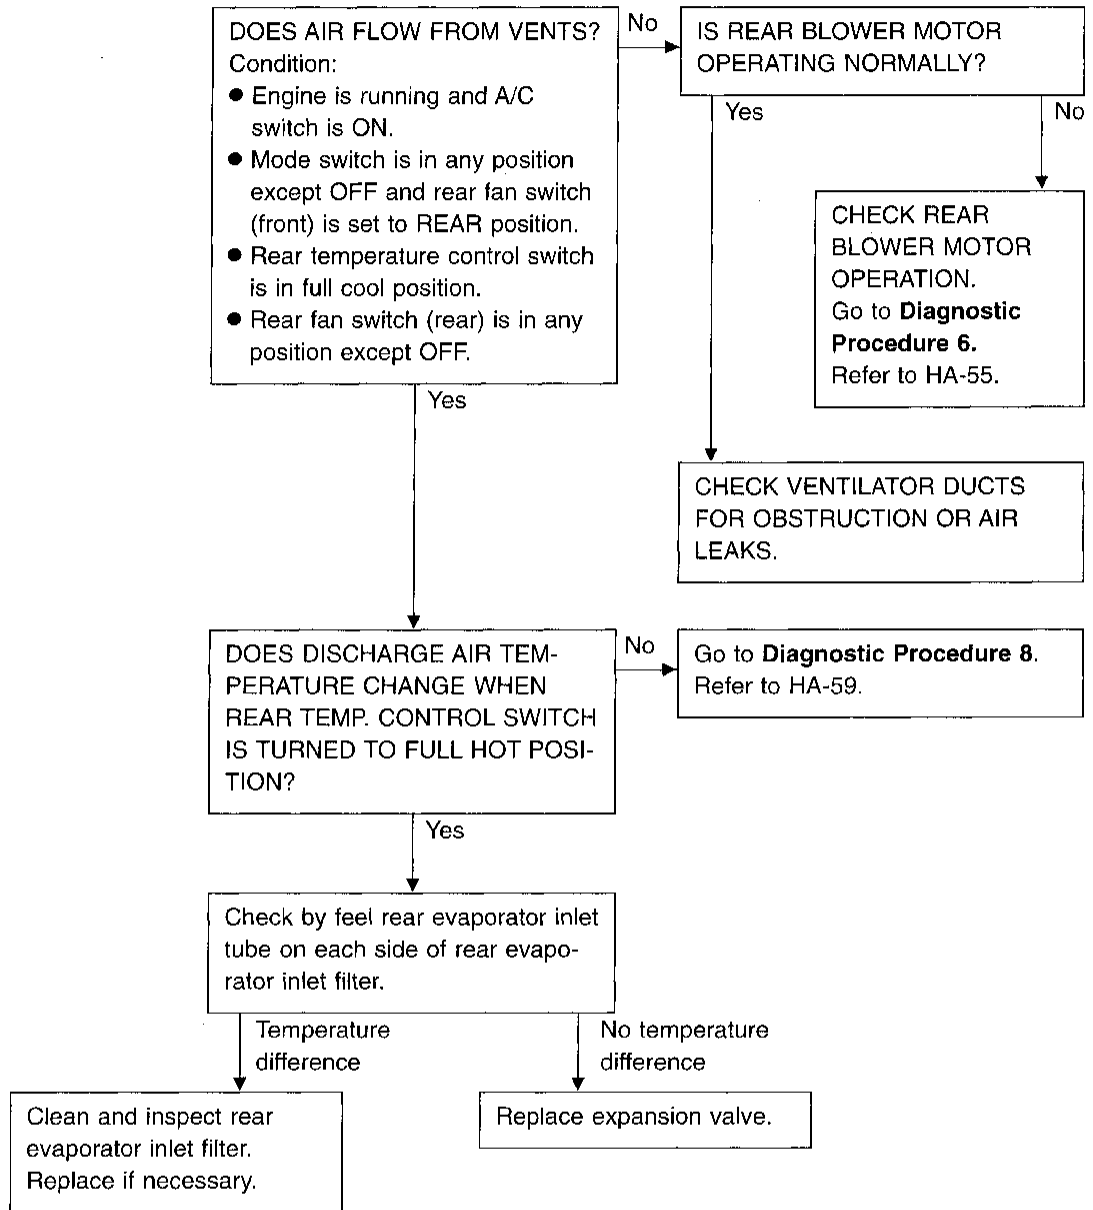 DOES AIR FLOW FROM VENTS?
Condition:
● Engine is running and A/C
switch is ON.
● Mode switch is in any position
except OFF and rear fan switch
(front) is set to REAR position.
● Rear temperature control switch
is in full cool position.
● Rear fan switch (rear) is in any
position except OFF.
No
IS REAR BLOWER MOTOR
OPERATING NORMALLY?
Yes
No
CHECK REAR
BLOWER MOTOR
OPERATION.
Go to Diagnostic
Procedure 6.
Refer to HA-55.
CHECK VENTILATOR DUCTS
FOR OBSTRUCTION OR AIR
LEAKS.
Yes
DOES DISCHARGE AIR TEM-
PERATURE CHANGE WHEN
REAR TEMP. CONTROL SWITCH
IS TURNED TO FULL HOT POSI-
TION?
No
Go to Diagnostic Procedure 8.
Refer to HA-59.
Yes
Check by feel rear evaporator inlet
tube on each side of rear evapo-
rator inlet filter.
Temperature
difference
No temperature
difference
Clean and inspect rear
evaporator inlet filter.
Replace if necessary.
Replace expansion valve.